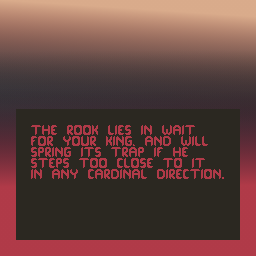 THE ROOK LIES IN WAIT
FOR YOUR KING, AND WILL
SPRING ITS TRAP IF HE
STEPS TOO CLOSE TO IT
IN ANY CARDINAL DIRECTION.